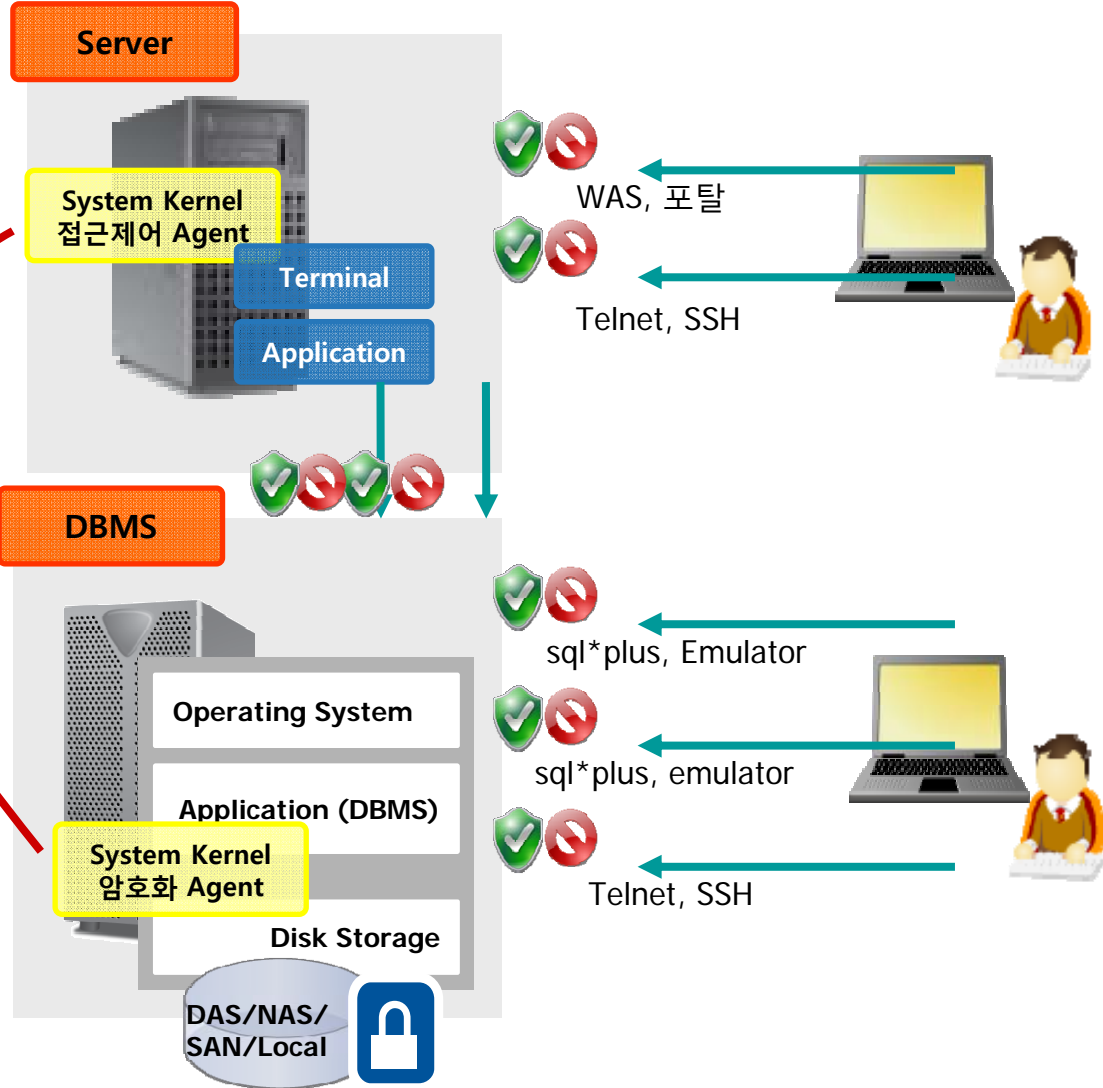 Server
System Kernel
접근제어 Agent
Terminal
Application
WAS, 포탈
Telnet, SSH
DBMS
Operating System
Application (DBMS)
System Kernel
암호화 Agent
Disk Storage
DAS/NAS/
SAN/Local
sql*plus, Emulator
sql*plus, emulator
Telnet, SSH